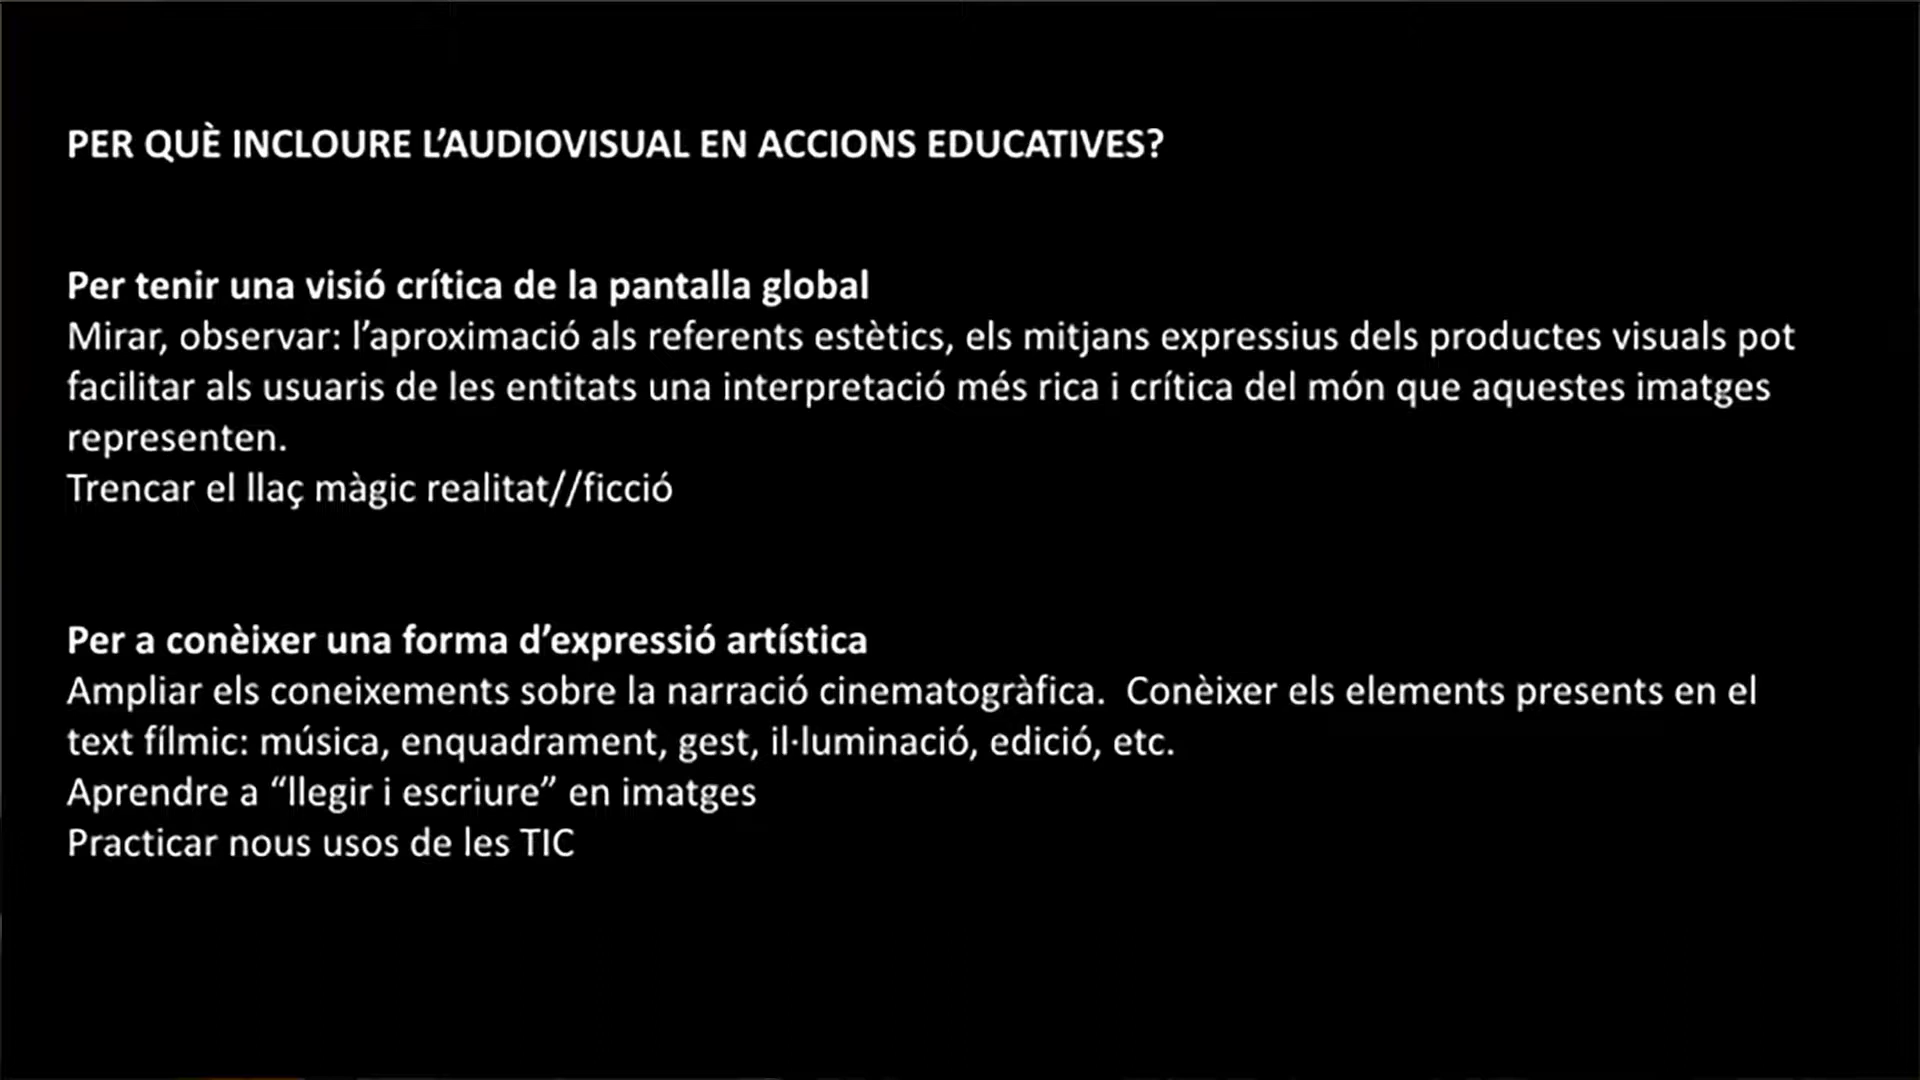 PER QUÈ INCLOURE L’AUDIOVISUAL EN ACCIONS EDUCATIVES?
Per tenir una visió crítica de la pantalla global
Mirar, observar: l’aproximació als referents estètics, els mitjans expressius dels productes visuals pot
facilitar als usuaris de les entitats una interpretació més rica i crítica del món que aquestes imatges
representen.
Trencar el llaç màgic realitat//ficció
Per a conèixer una forma d’expressió artística
Ampliar els coneixements sobre la narració cinematogràfica.  Conèixer els elements presents en el
text fílmic: música, enquadrament, gest, il·luminació, edició, etc.
Aprendre a “llegir i escriure” en imatges
Practicar nous usos de les TIC